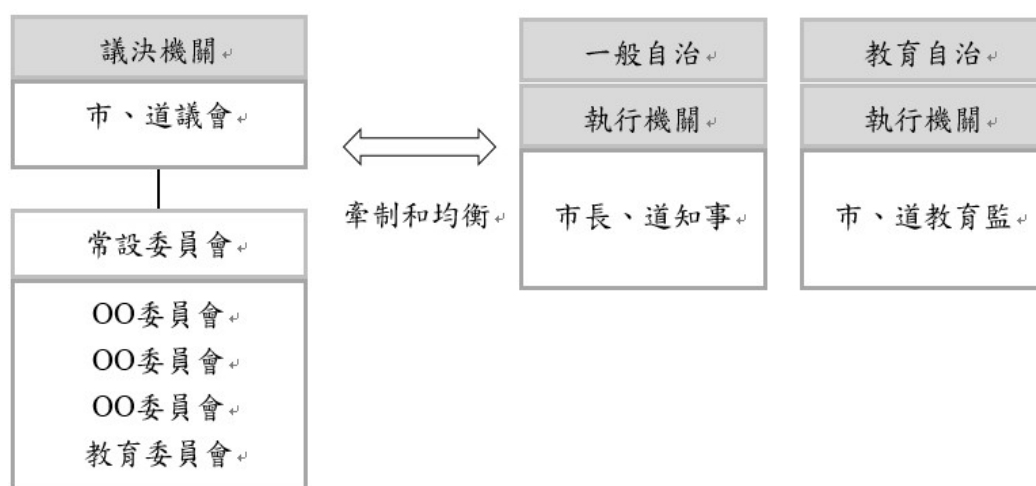 議決機關
市、道議會
常設委員會
OO委員會
OO委員會
OO委員會
教育委員會
牽制和均衡
一般自治
執行機關
市長、道知事
教育自治
執行機關
市、道教育監